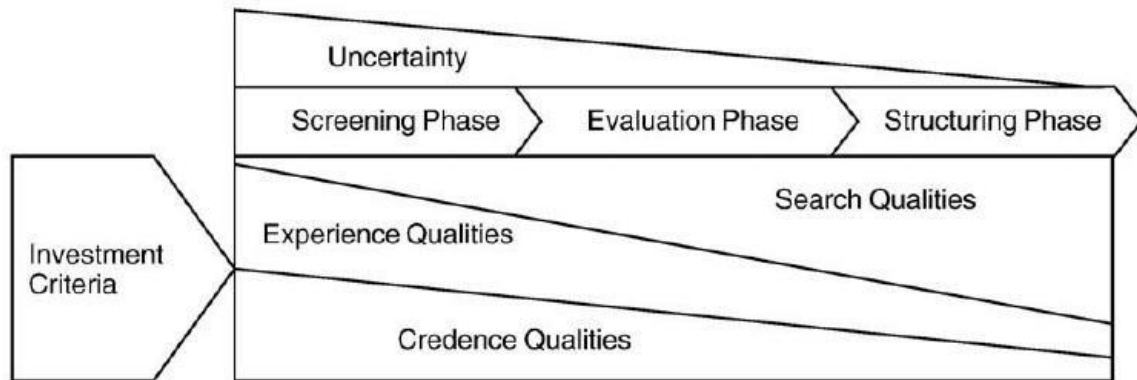 Uncertainty
Screening Phase
Evaluation Phase
Structuring Phase
Search Qualities
Experience Qualities
Investment
Criteria
Credence Qualities